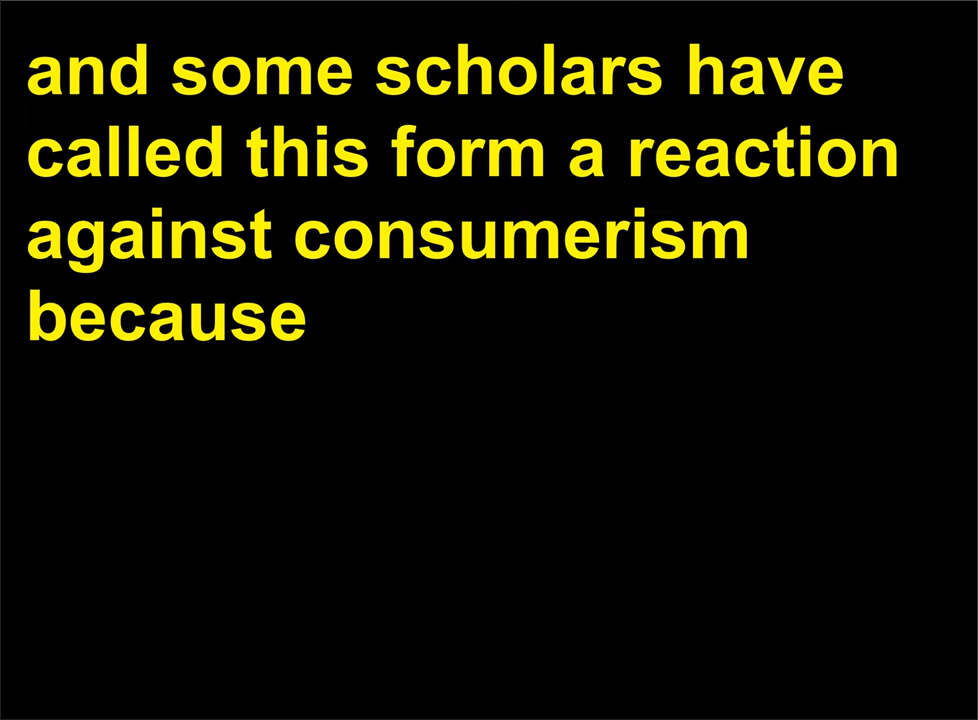 and some scholars have
called this form a reaction
against consumerism
because